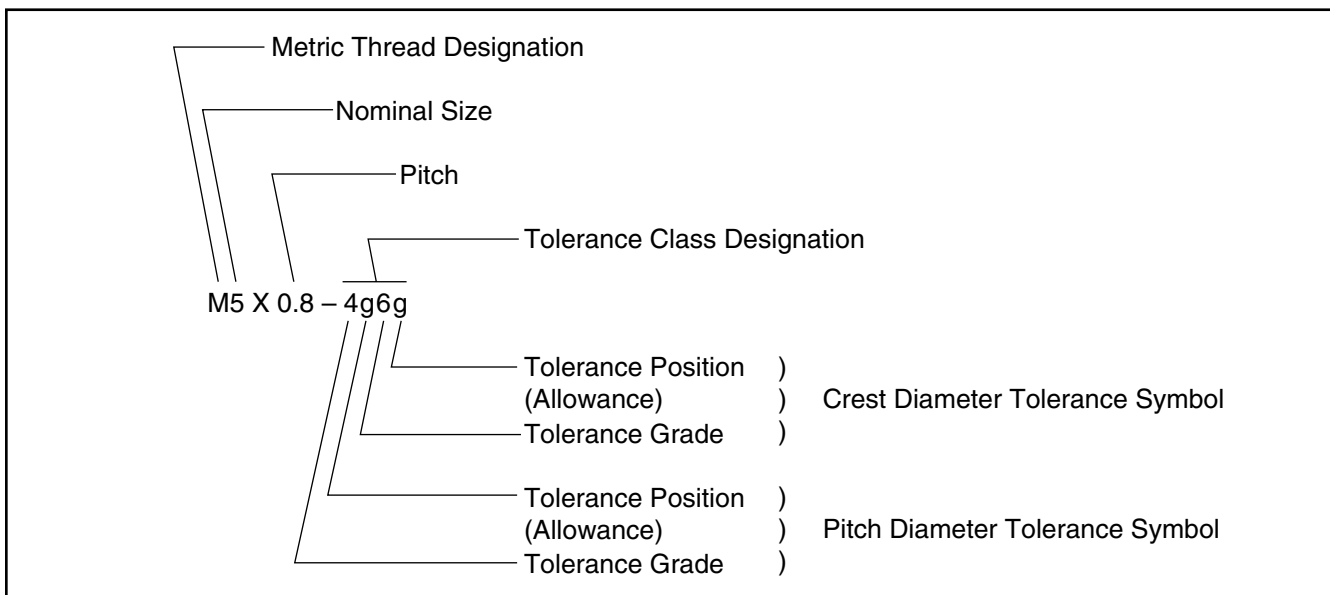 Metric Thread Designation
Nominal Size
Pitch
Tolerance Class Designation
M5 X 0.8 – 4g6g
Tolerance Position )
(Allowance) ) Crest Diameter Tolerance Symbol
Tolerance Grade )
Tolerance Position )
(Allowance) ) Pitch Diameter Tolerance Symbol
Tolerance Grade )